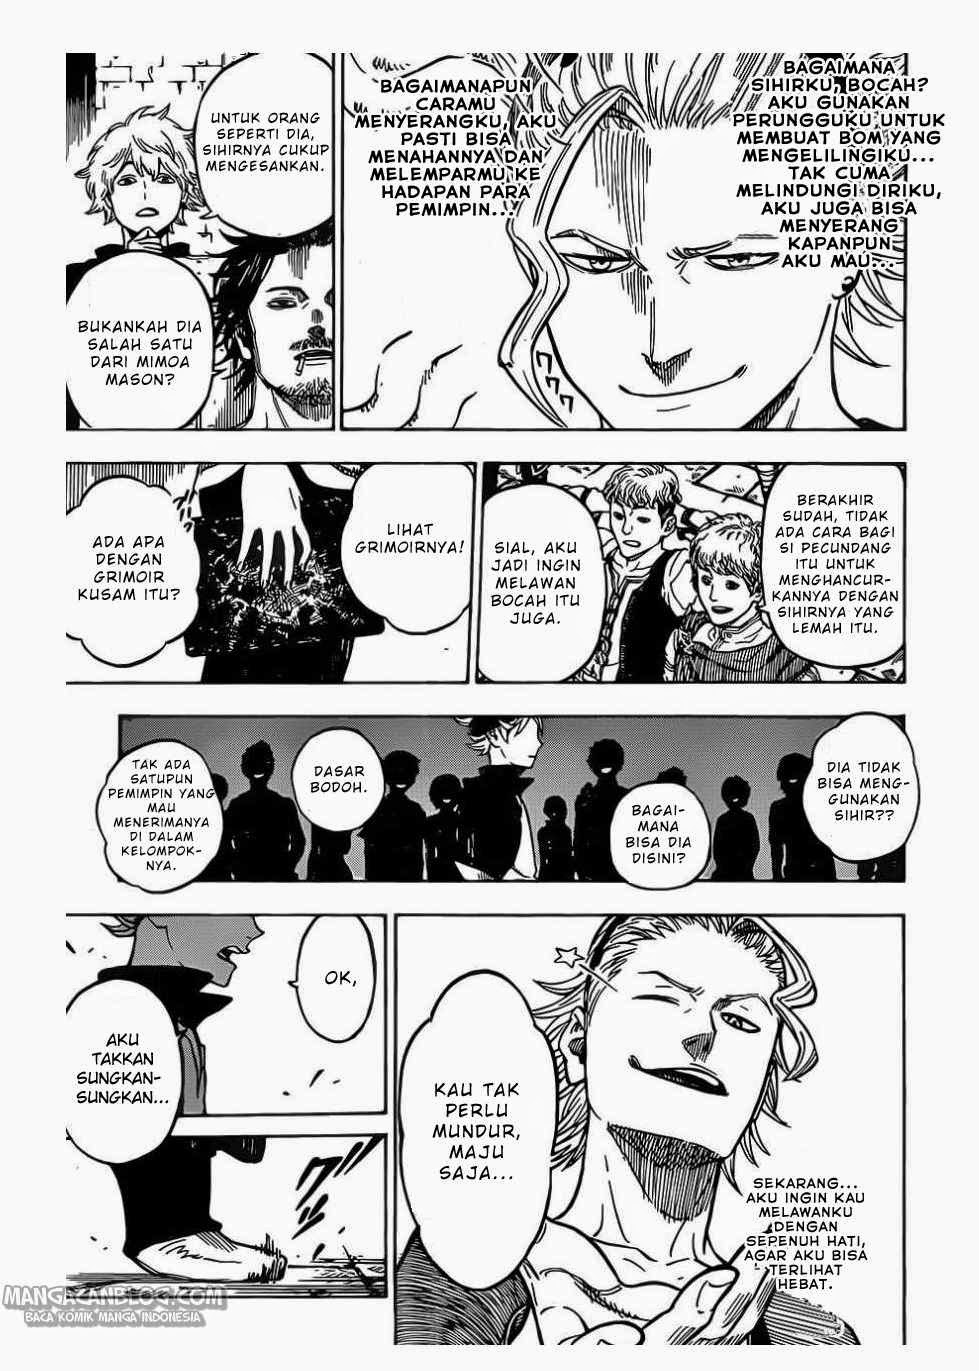 BAGAIMANA
SIHIRKU, BOCAH?
AKU GUNAKAN
PERUNGGUKU UNTUK
MEMBUAT BOM YANG
MENGELILINGIKU...
TAK CUMA
MELINDUNGI DIRIKU,
AKU JUGA BISA
MENYERANG
KAPANPUN
AKU MAU...
BAGAIMANAPUN
CARAMU
MENYERANGKU, AKU
PASTI BISA
MENAHANNYA DAN
MELEMPARMU KE
HADAPAN PARA
PEMIMPIN...
UNTUK ORANG
SEPERTI DIA,
SIHIRNYA CUKUP
MENGESANKAN.
BUKANKAH DIA
SALAH SATU
DARI MIMOA
MASON?
BERAKHIR
SUDAH, TIDAK
ADA CARA BAGI
SI PECUNDANG
ITU UNTUK
MENGHANCUR-
KANNYA DENGAN
SIHIRNYA YANG
LEMAH ITU.
SIAL, AKU
JADI INGIN
MELAWAN
BOCAH ITU
JUGA.
LIHAT
GRIMOIRNYA!
ADA APA
DENGAN
GRIMOIR
KUSAM ITU?
DIA TIDAK
BISA MENG-
GUNAKAN
SIHIR??
BAGAI-
MANA
BISA DIA
DISINI?
DASAR
BODOH.
TAK ADA
SATUPUN
PEMIMPIN YANG
MAU
MENERIMANYA
DI DALAM
KELOMPOK-
NYA.
KAU TAK
PERLU
MUNDUR,
MAJU
SAJA...
SEKARANG...
AKU INGIN KAU
MELAWANKU
DENGAN
SEPENUH HATI,
AGAR AKU BISA
TERLIHAT
HEBAT.
OK,
AKU
TAKKAN
SUNGKAN-
SUNGKAN...
MANGACANBLOG.COM
BACA KOMIK MANGA INDONESIA